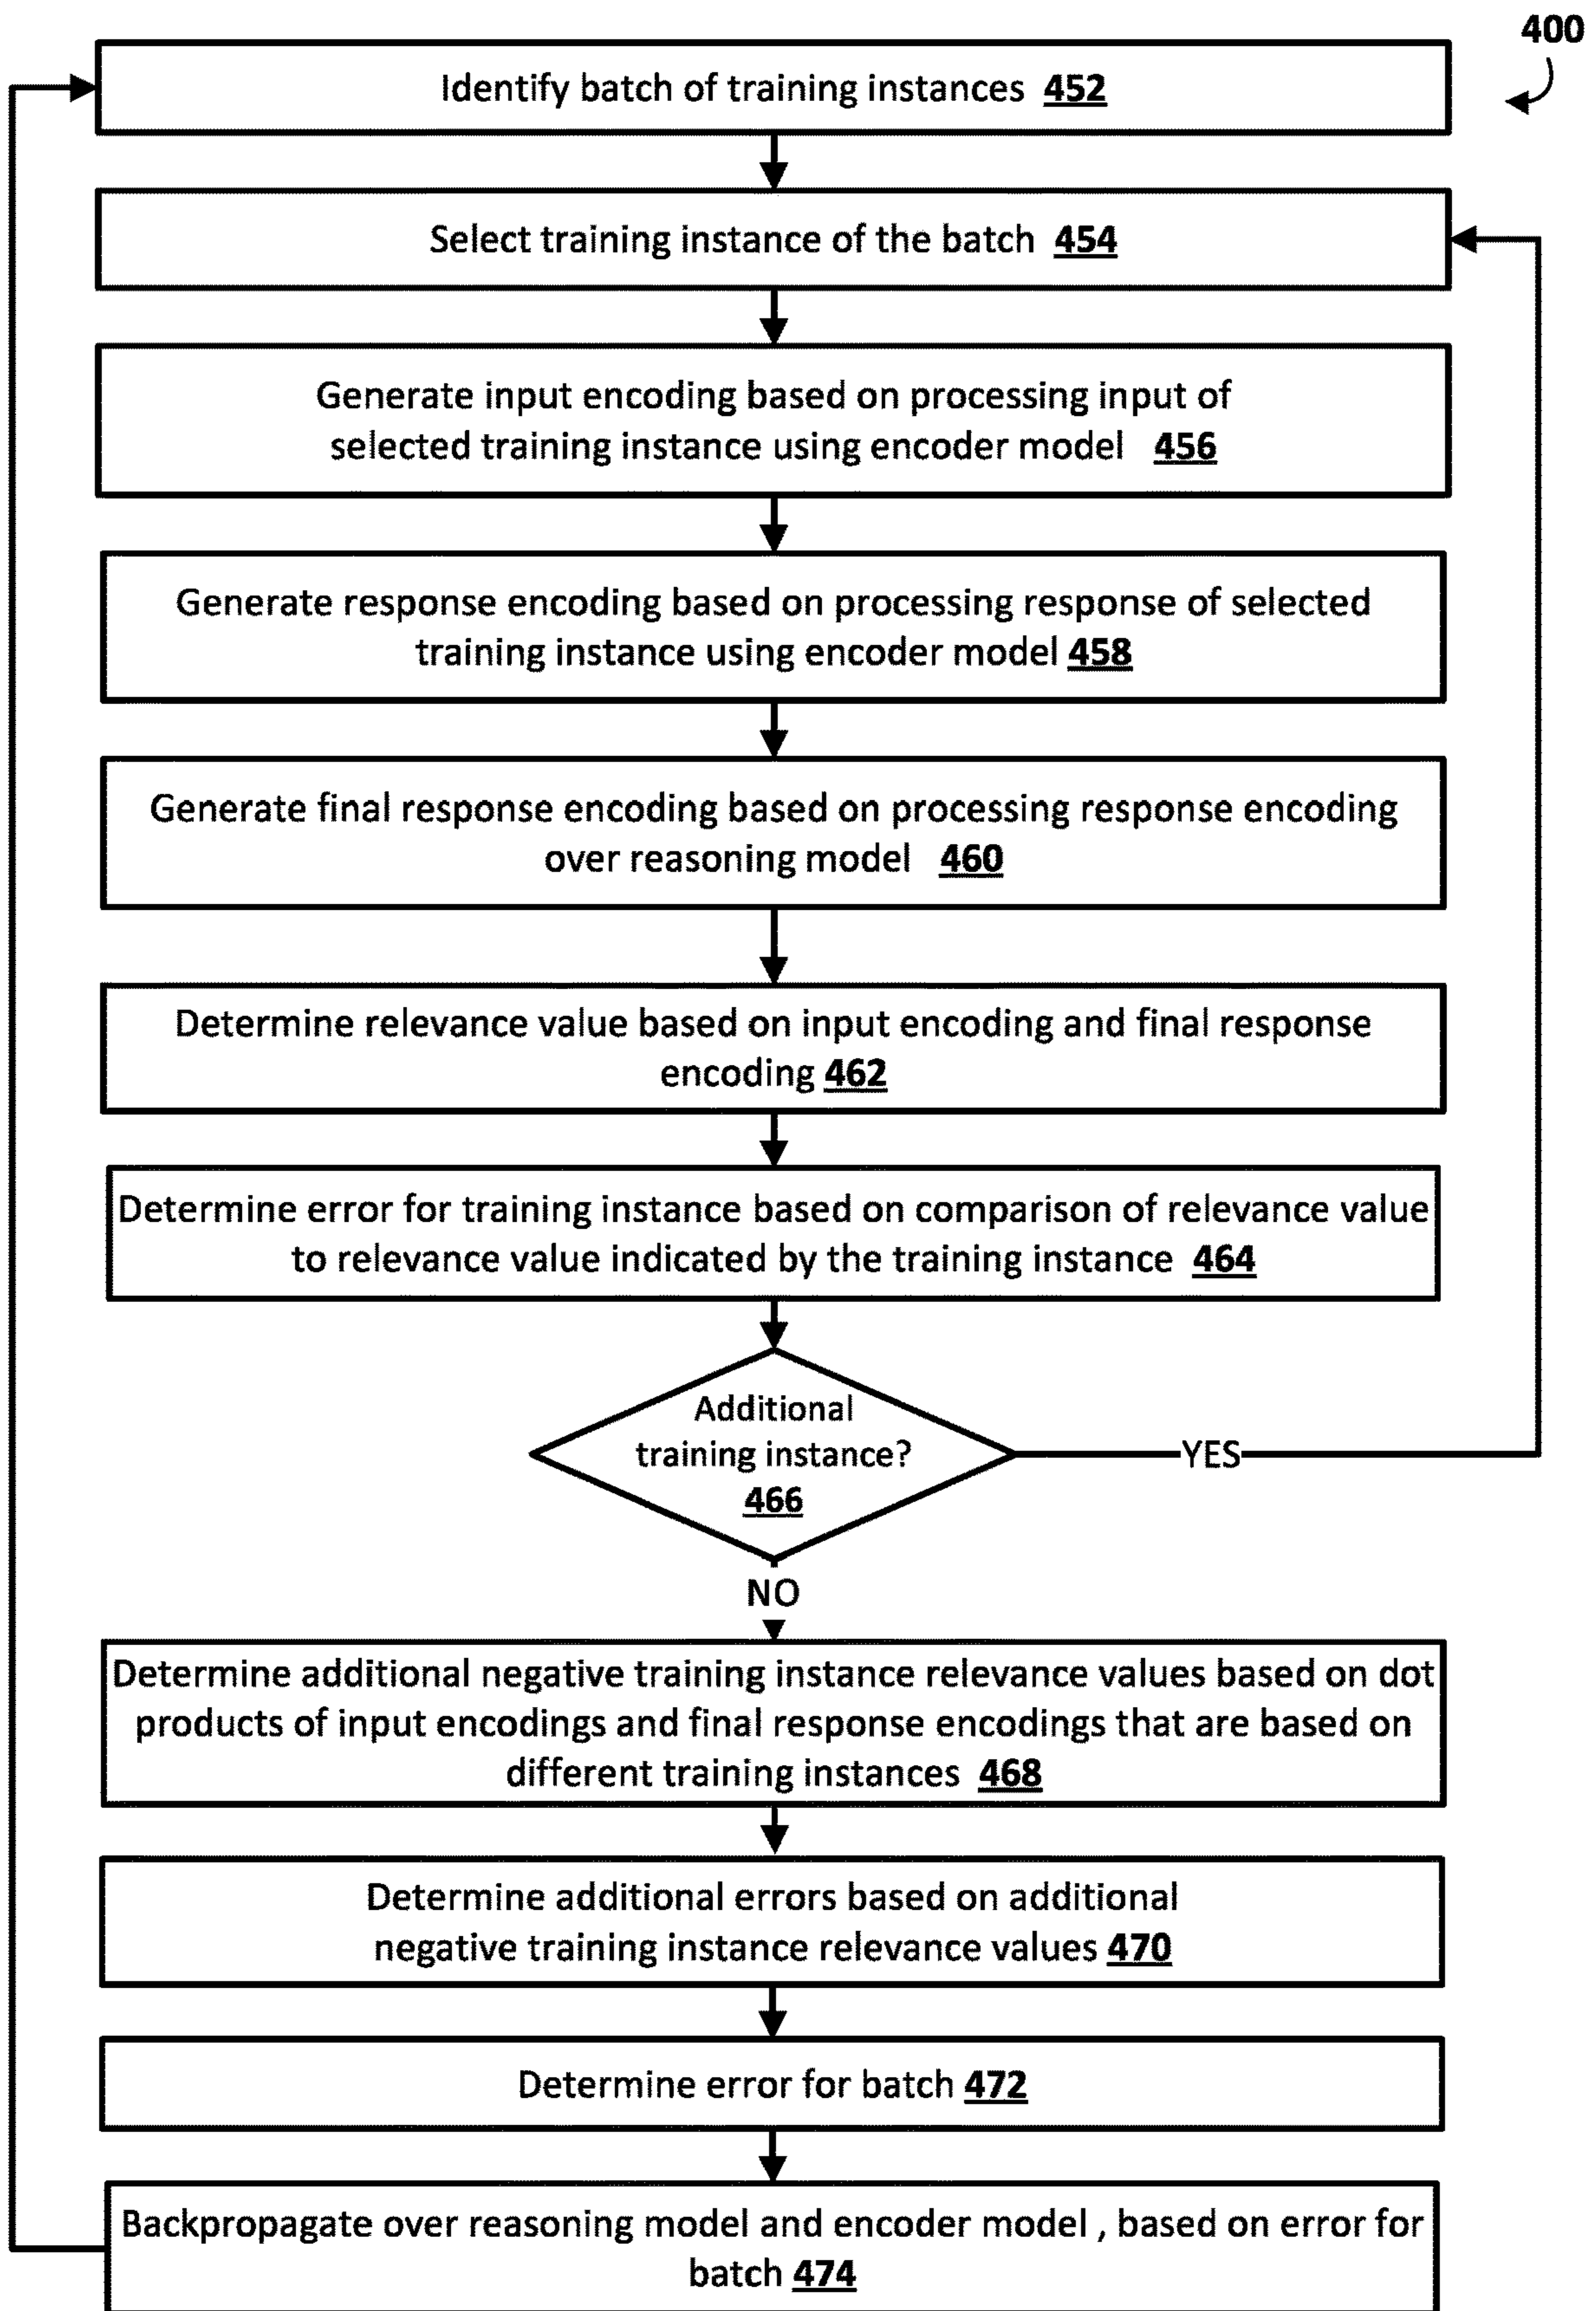 400
Identify batch of training instances 452
Select training instance of the batch 454
Generate input encoding based on processing input of
selected training instance using encoder model 456
Generate response encoding based on processing response of selected
training instance using encoder model 458
Generate final response encoding based on processing response encoding
over reasoning model 460
Determine relevance value based on input encoding and final response
encoding 462
Determine error for training instance based on comparison of relevance value
to relevance value indicated by the training instance 464
Additional
training instance?
466
YES
NO
Determine additional negative training instance relevance values based on dot
products of input encodings and final response encodings that are based on
different training instances 468
Determine additional errors based on additional
negative training instance relevance values 470
Determine error for batch 472
Backpropagate over reasoning model and encoder model , based on error for
batch 474